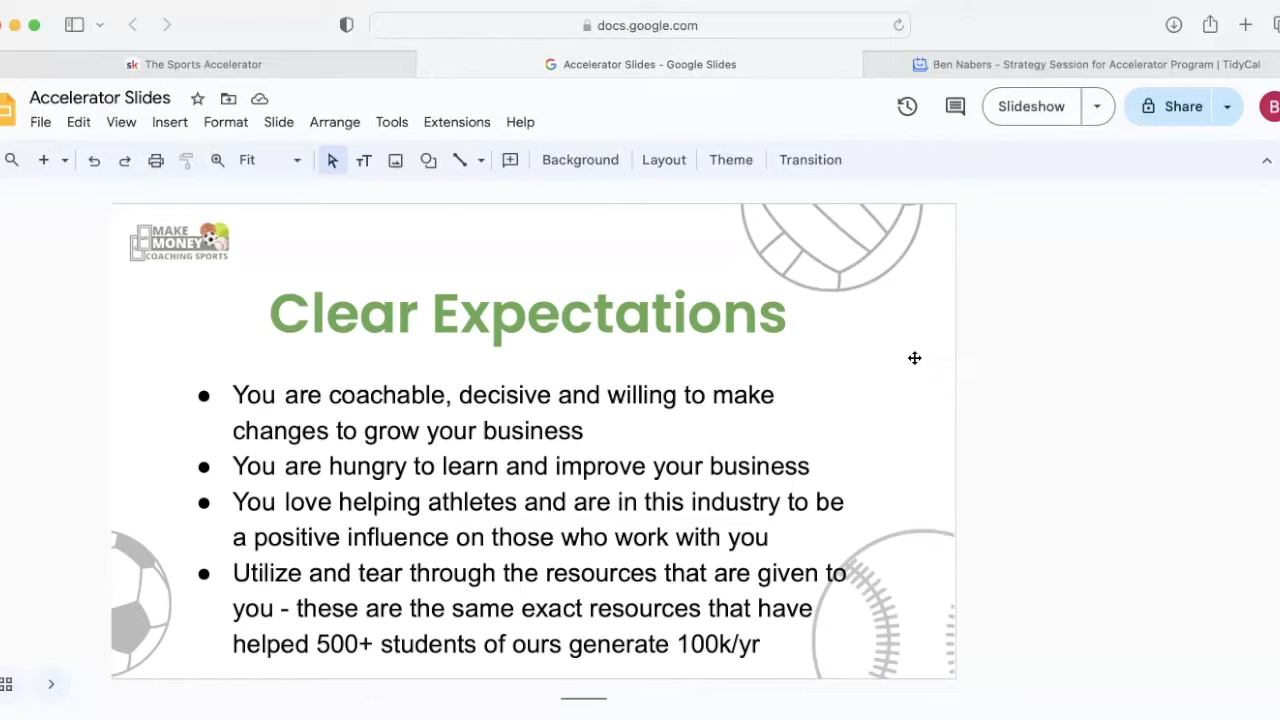 docs.google.com
sk The Sports Accelerator
G Accelerator Slides - Google Slides
Ben Nabers - Strategy Session for Accelerator Program | TidyCal
Accelerator Slides
Slideshow
Share
B
File Edit View Insert Format Slide Arrange Tools Extensions Help
Fit
Background
Layout
Theme
Transition
MAKE
MONEY
COACHING SPORTS
Clear Expectations
● You are coachable, decisive and willing to make
changes to grow your business
● You are hungry to learn and improve your business
● You love helping athletes and are in this industry to be
a positive influence on those who work with you
● Utilize and tear through the resources that are given to
you - these are the same exact resources that have
helped 500+ students of ours generate 100k/yr